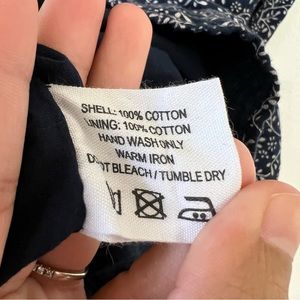 SHELL: 100% COTTON
LINING: 100% COTTON
HAND WASH ONLY
WARM IRON
DO NOT BLEACH / TUMBLE DRY